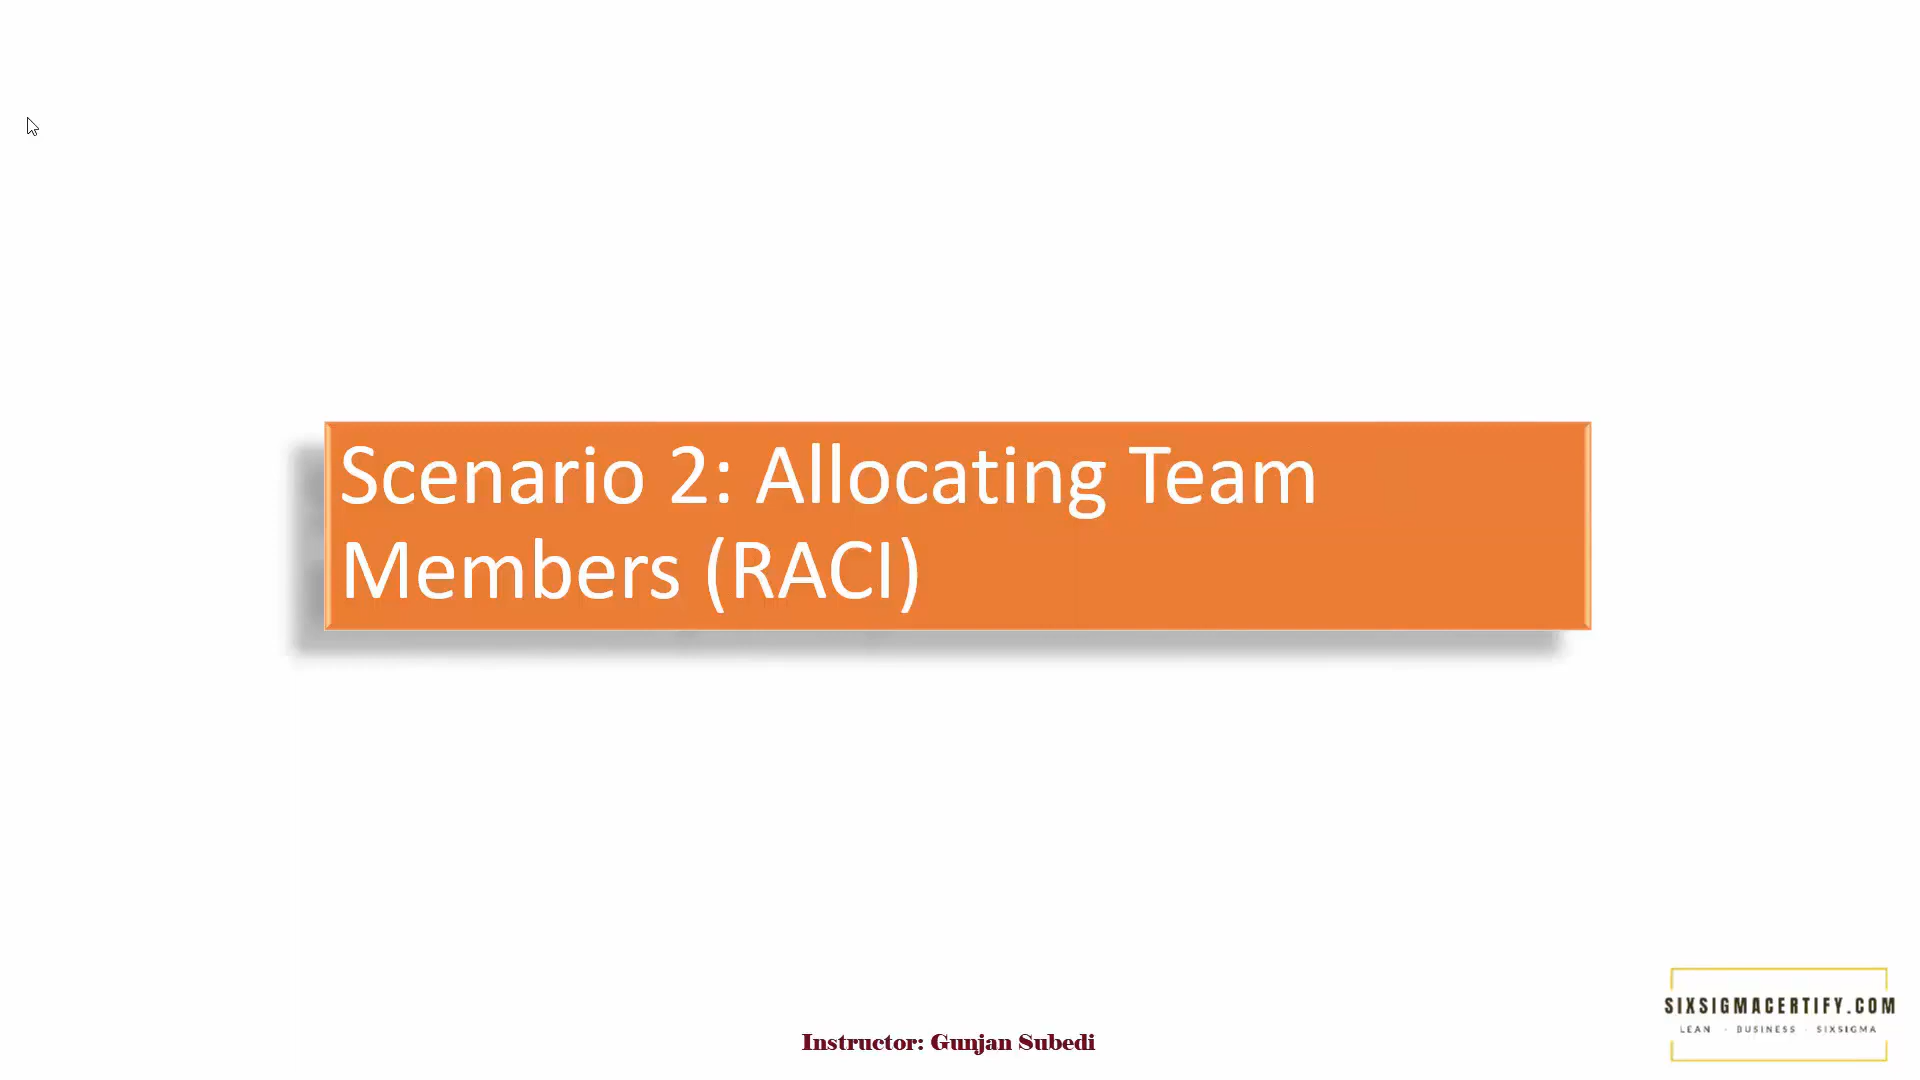 Scenario 2: Allocating Team
Members (RACI)
SIXSIGMACERTIFY.COM
LEAN · BUSINESS · SIXSIGMA
Instructor: Gunjan Subedi